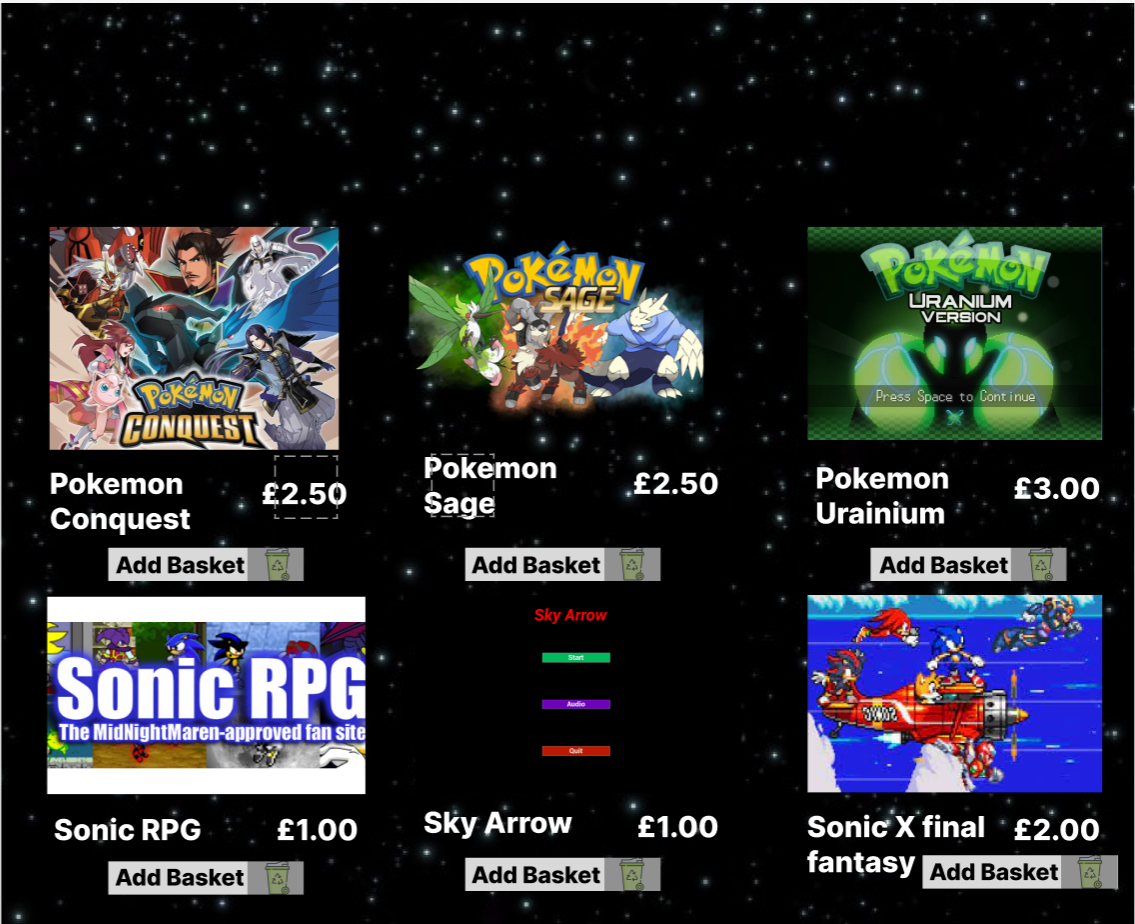 POKéMON
CONQUEST
POKéMON
SAGE
POKéMON
URANIUM
VERSION
Press Space to Continue
Pokemon
Conquest
£2.50
Pokemon
Sage
£2.50
Pokemon
Urainium
£3.00
Add Basket
Add Basket
Add Basket
Sonic RPG
The MidNightMaren-approved fan site
Sky Arrow
Start
Audio
Quit
Sonic RPG
£1.00
Sky Arrow
£1.00
Sonic X final
fantasy
£2.00
Add Basket
Add Basket
Add Basket